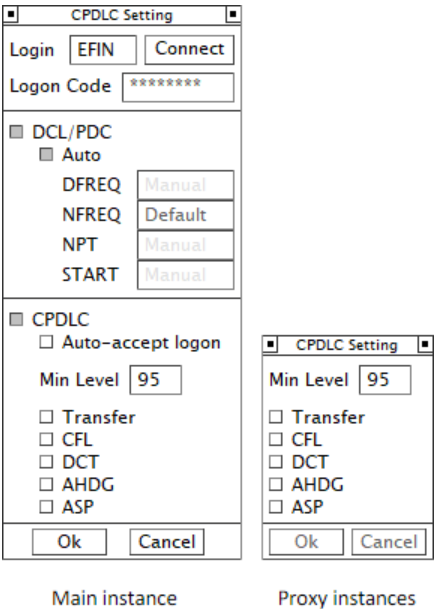 CPDLC Setting
Login EFIN Connect
Logon Code ********
DCL/PDC
Auto
DFREQ Manual
NFREQ Default
NPT Manual
START Manual
CPDLC
Auto-accept logon
Min Level 95
Transfer
CFL
DCT
AHDG
ASP
Ok Cancel
Main instance
CPDLC Setting
Min Level 95
Transfer
CFL
DCT
AHDG
ASP
Ok Cancel
Proxy instances